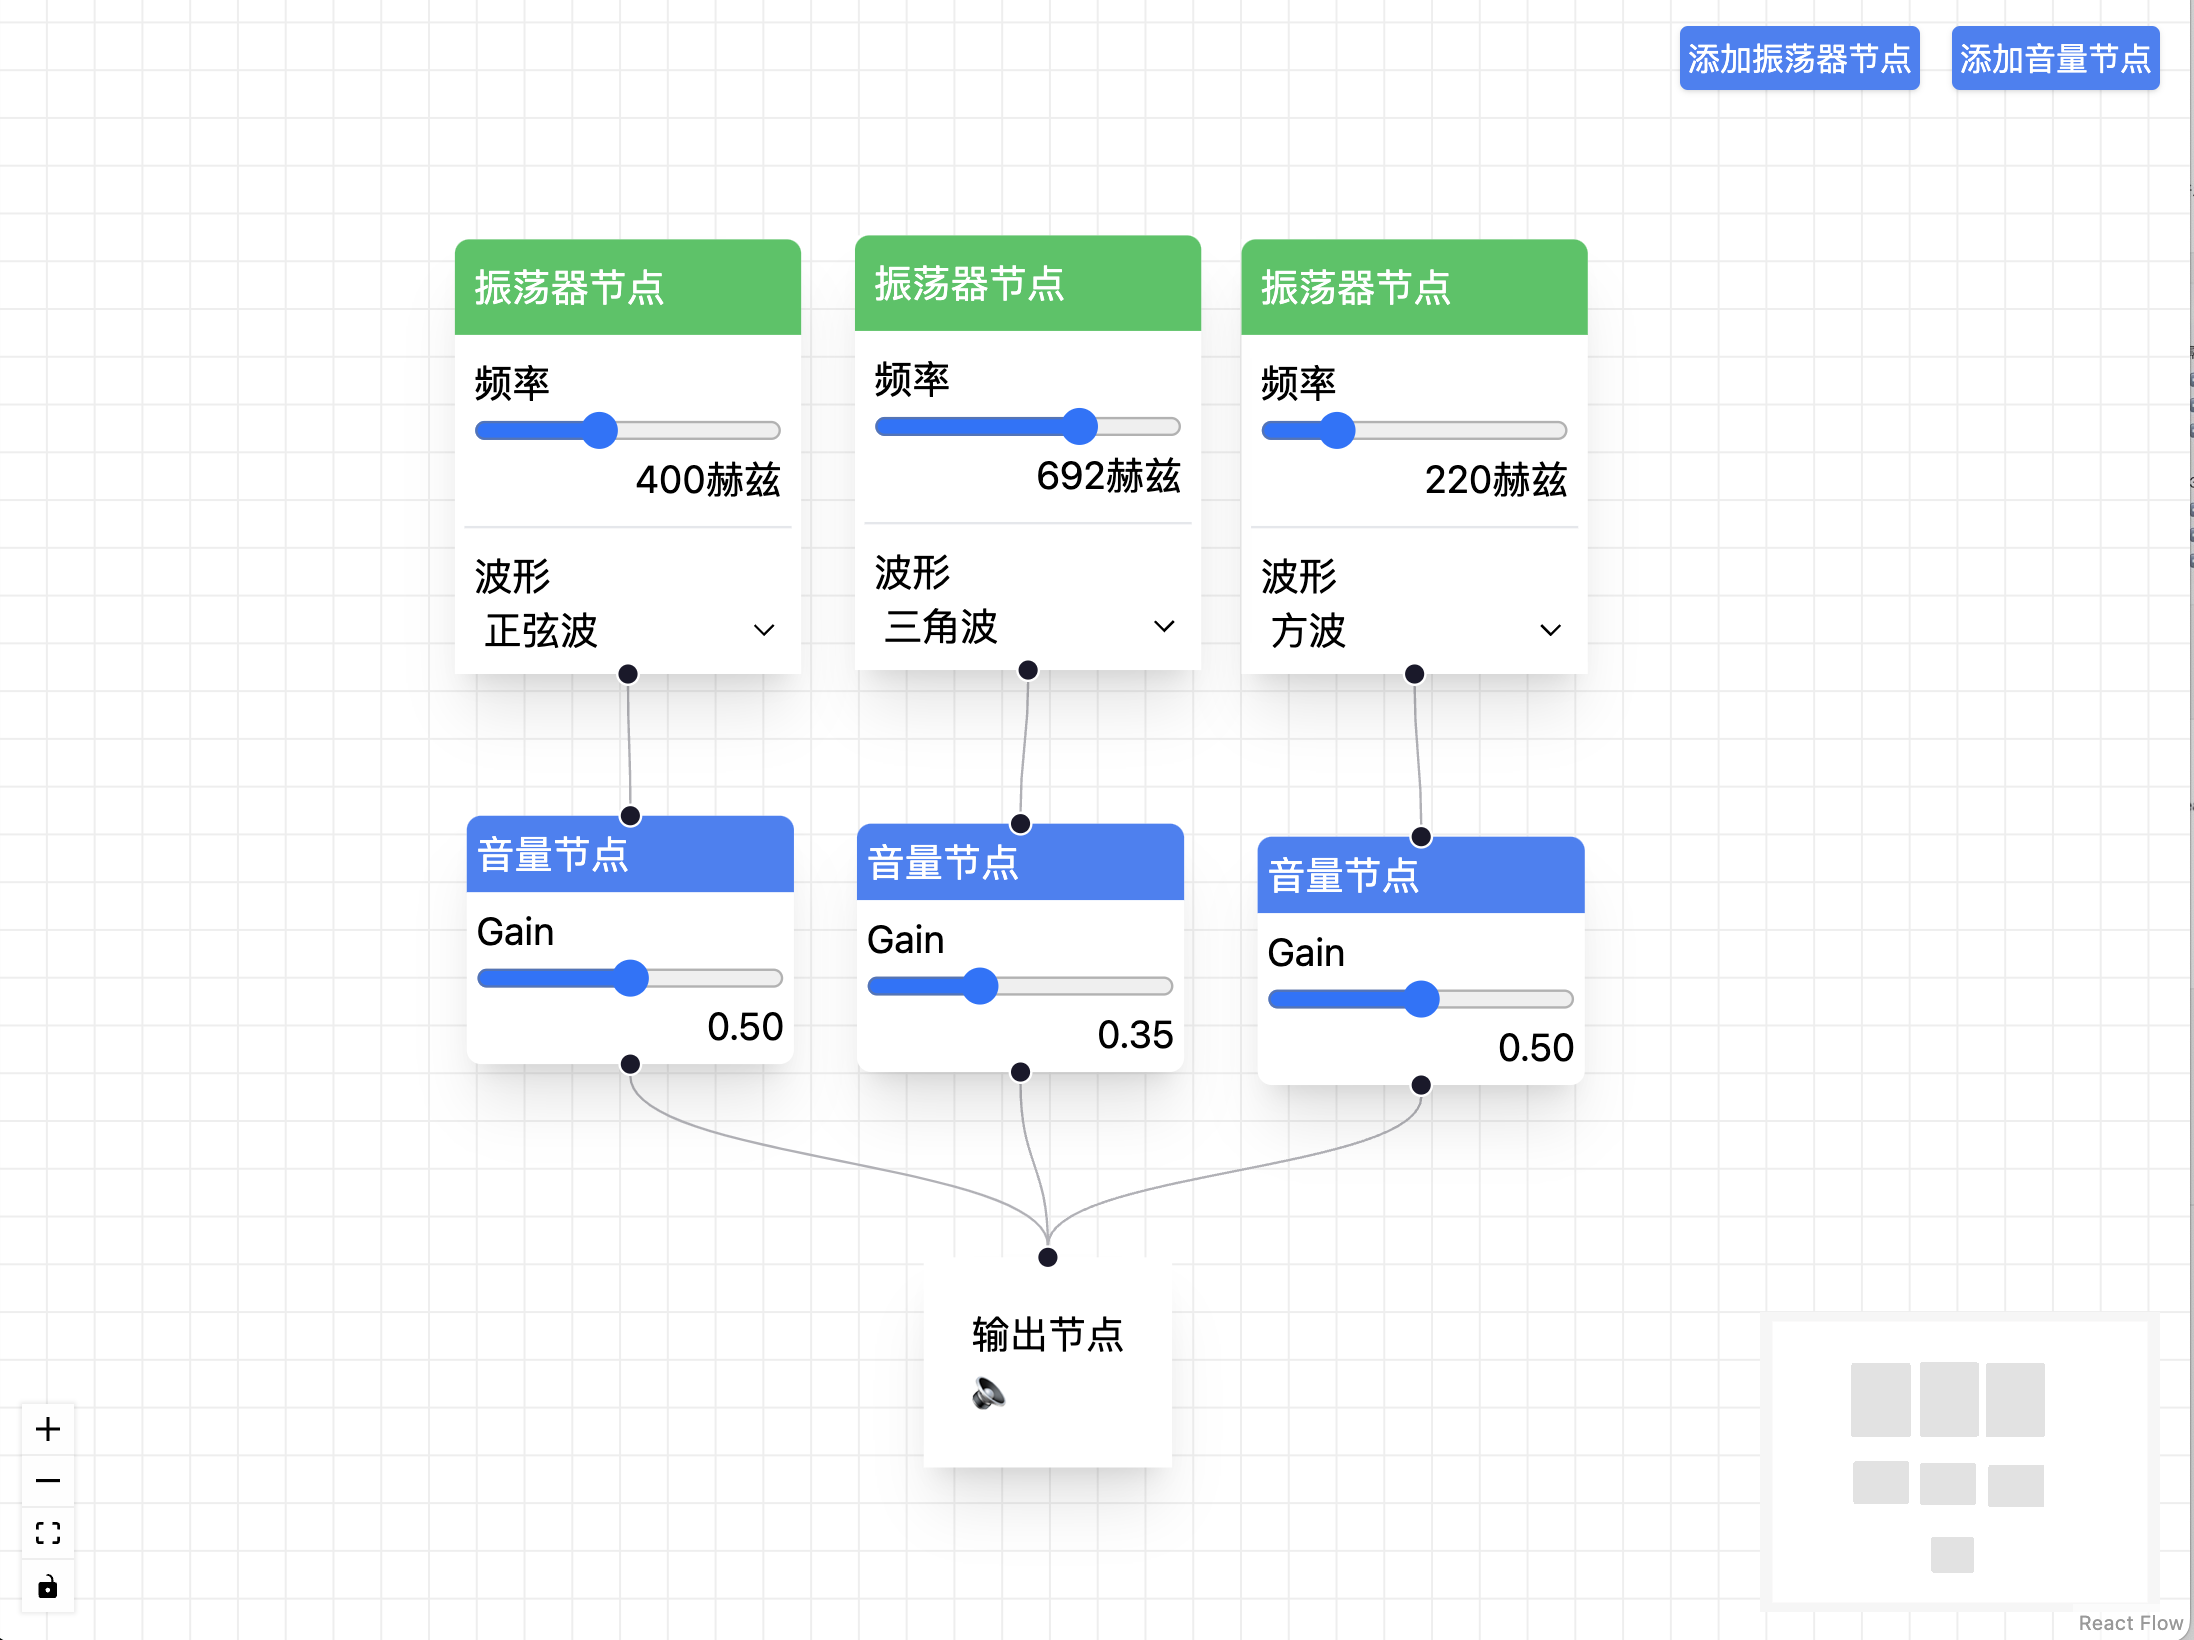 添加振荡器节点
添加音量节点
振荡器节点
频率
400赫兹
波形
正弦波
振荡器节点
频率
692赫兹
波形
三角波
振荡器节点
频率
220赫兹
波形
方波
音量节点
Gain
0.50
音量节点
Gain
0.35
音量节点
Gain
0.50
输出节点
React Flow